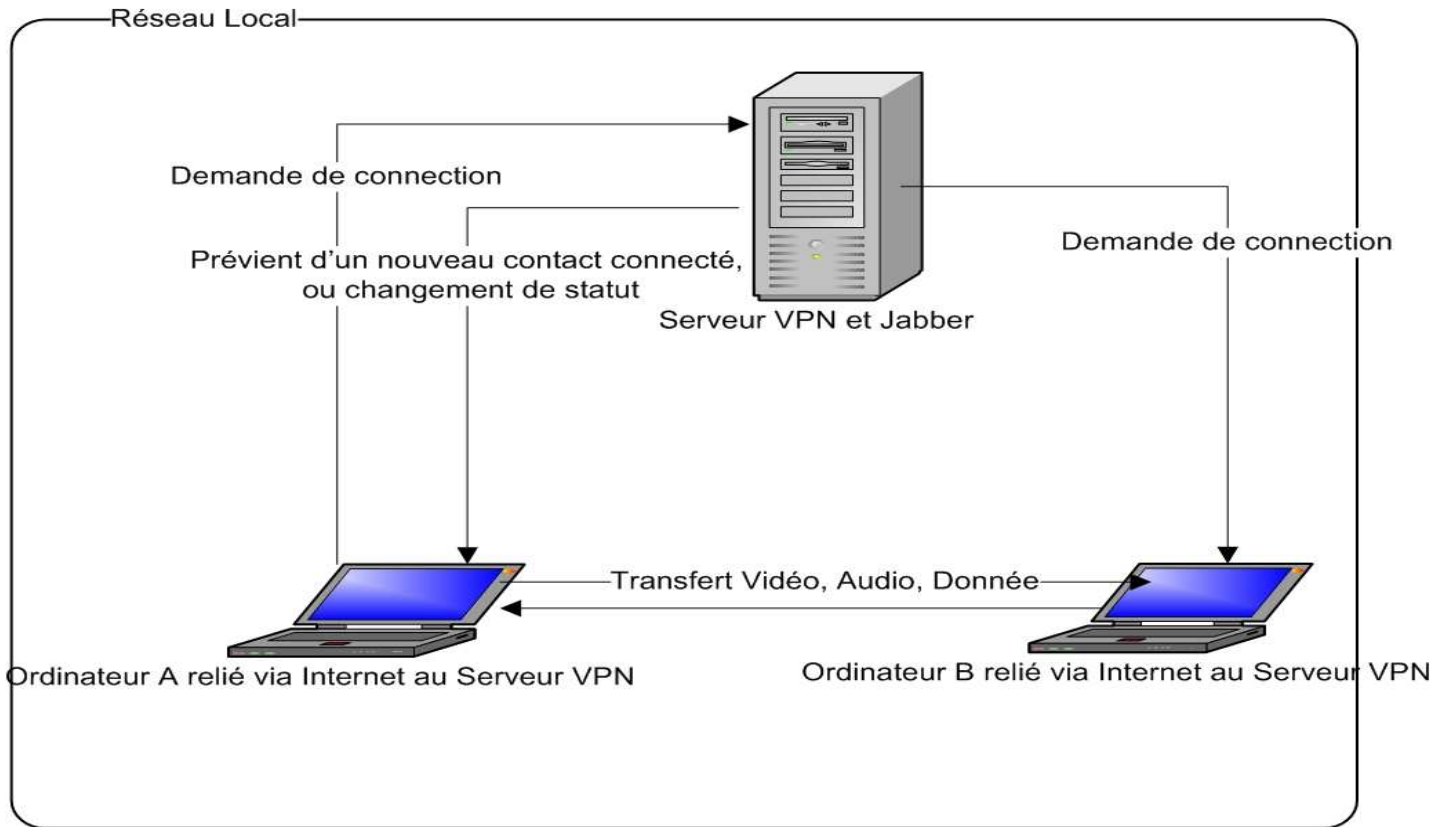 Réseau Local
Demande de connection
Prévient d'un nouveau contact connecté,
ou changement de statut
Demande de connection
Serveur VPN et Jabber
Transfert Vidéo, Audio, Donnée
Ordinateur A relié via Internet au Serveur VPN
Ordinateur B relié via Internet au Serveur VPN